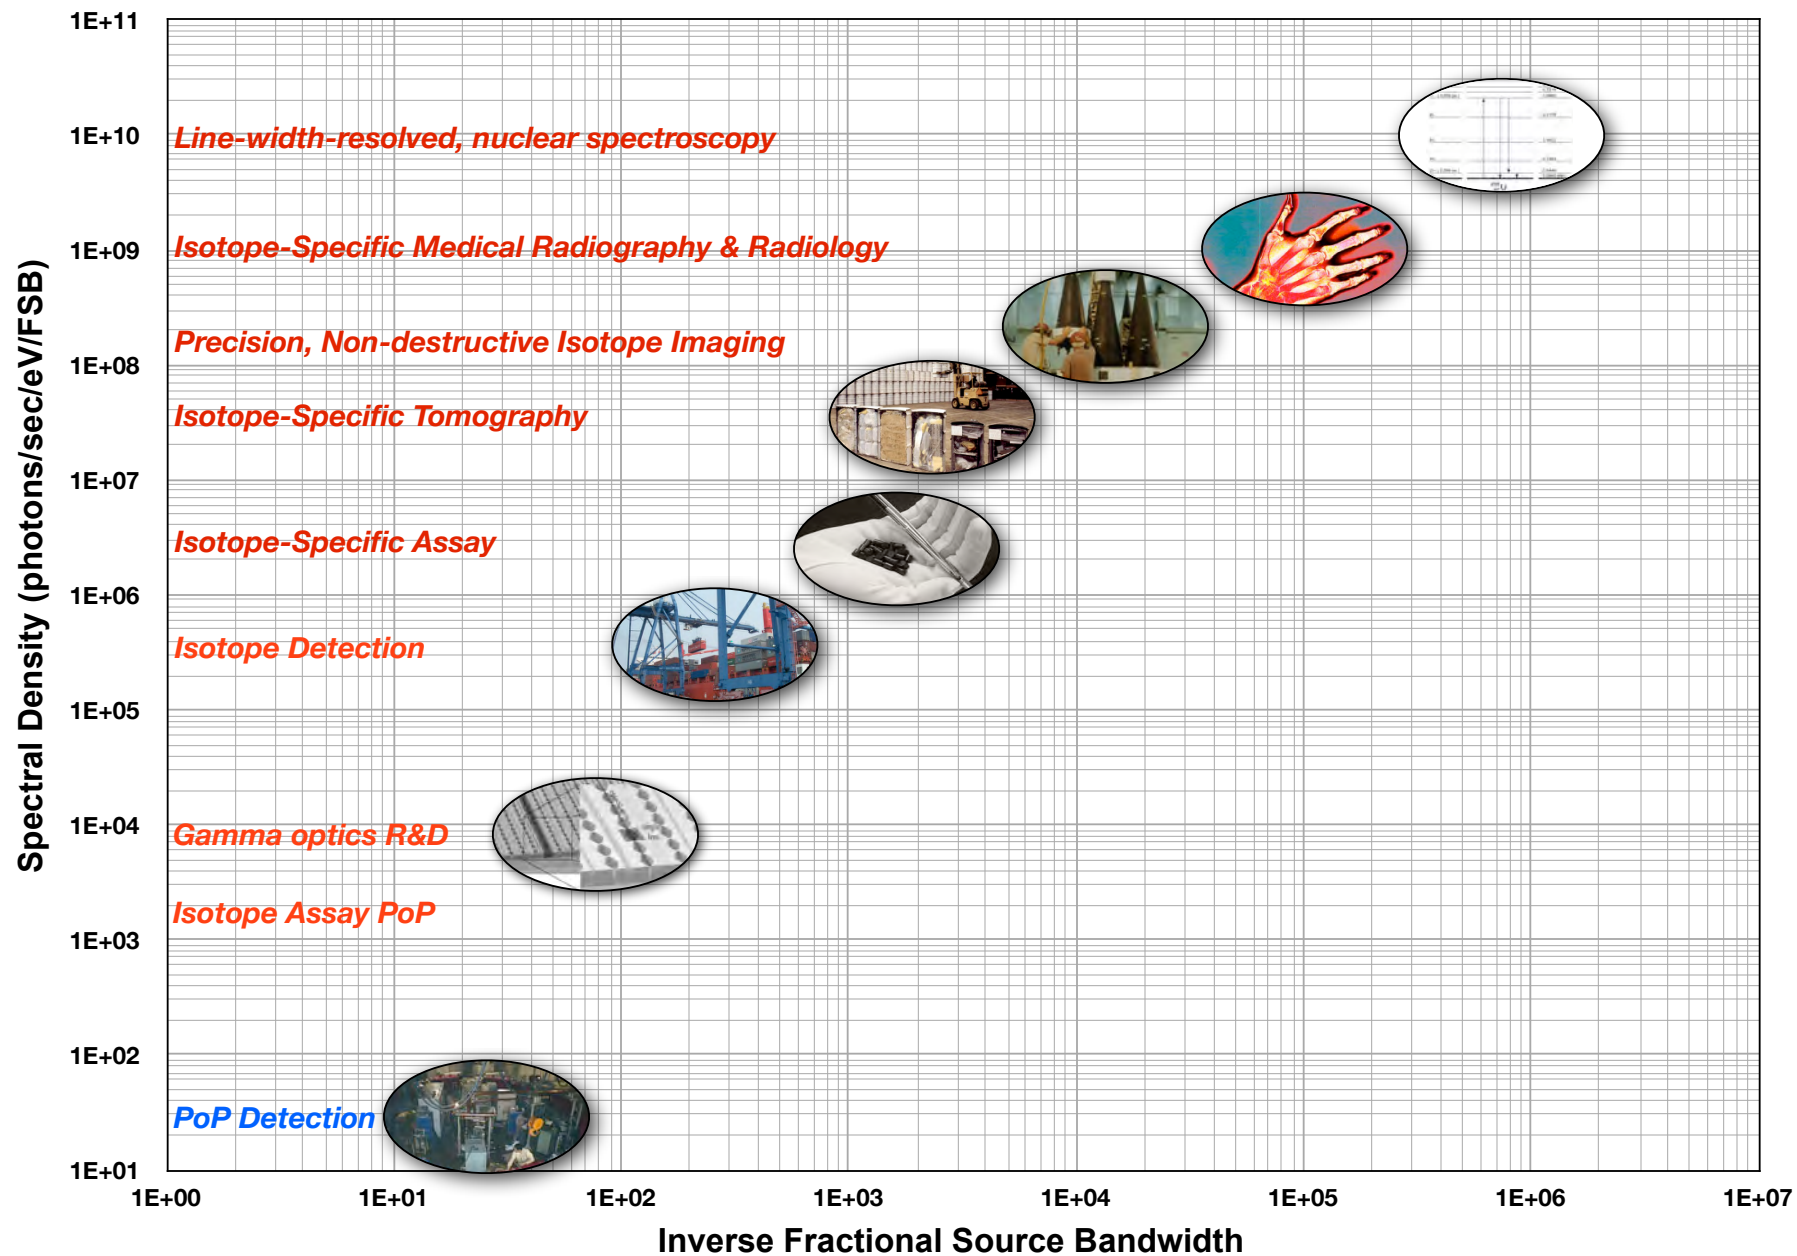 1E+11
1E+10
1E+09
1E+08
1E+07
1E+06
1E+05
1E+04
1E+03
1E+02
1E+01
Spectral Density (photons/sec/eV/FSB)
Line-width-resolved, nuclear spectroscopy
Isotope-Specific Medical Radiography & Radiology
Precision, Non-destructive Isotope Imaging
Isotope-Specific Tomography
Isotope-Specific Assay
Isotope Detection
Gamma optics R&D
Isotope Assay PoP
PoP Detection
1E+00 1E+01 1E+02 1E+03 1E+04 1E+05 1E+06 1E+07
Inverse Fractional Source Bandwidth